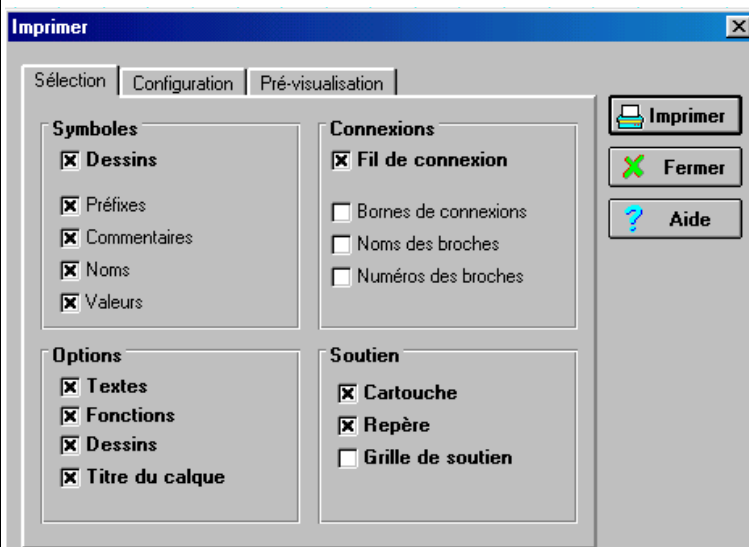 Imprimer
Sélection
Configuration
Pré-visualisation
Symboles
Dessins
Préfixes
Commentaires
Noms
Valeurs
Connexions
Fil de connexion
Bornes de connexions
Noms des broches
Numéros des broches
Options
Textes
Fonctions
Dessins
Titre du calque
Soutien
Cartouche
Repère
Grille de soutien
Imprimer
Fermer
Aide